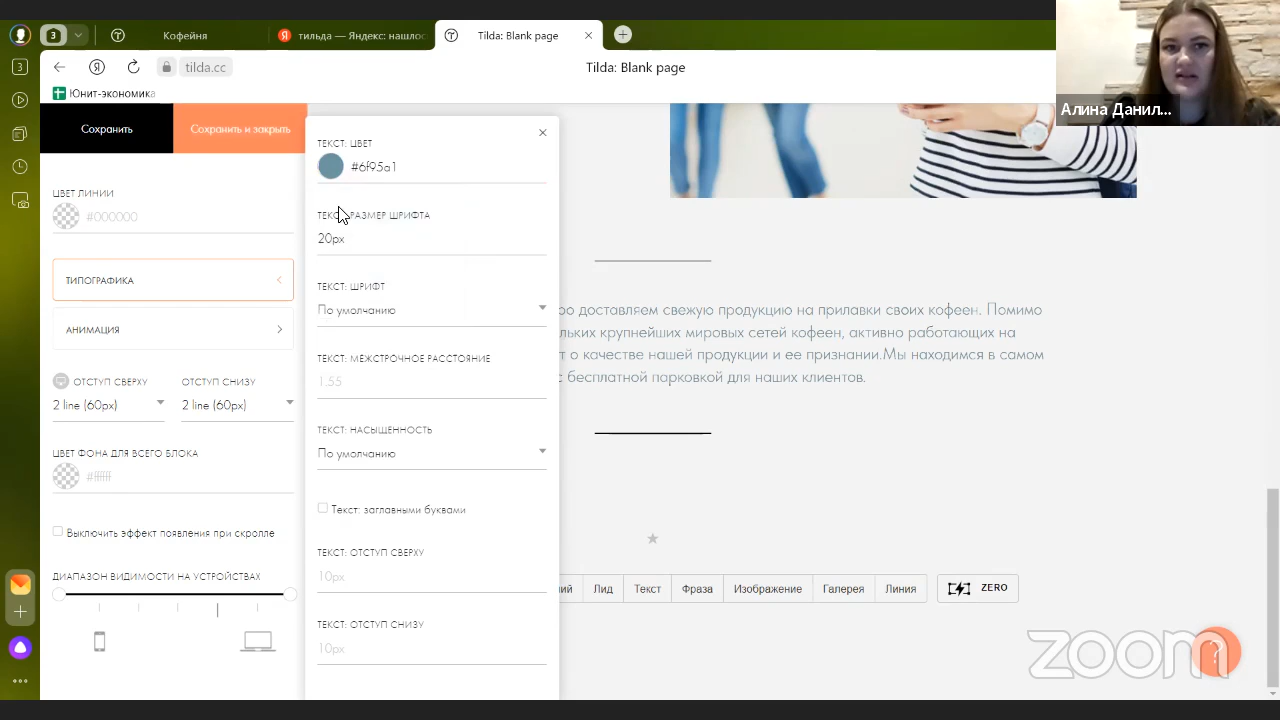 3
Кофейня
тильда — Яндекс: нашлос
Tilda: Blank page
tilda.cc
Tilda: Blank page
3
Юнит-экономика
Алина Данил...
Сохранить
Сохранить и закрыть
ЦВЕТ ЛИНИИ
#000000
ТИПОГРАФИКА
АНИМАЦИЯ
ОТСТУП СВЕРХУ
ОТСТУП СНИЗУ
2 line (60px)
2 line (60px)
ЦВЕТ ФОНА ДЛЯ ВСЕГО БЛОКА
#ffffff
Выключить эффект появления при скролле
ДИАПАЗОН ВИДИМОСТИ НА УСТРОЙСТВАХ
ТЕКСТ: ЦВЕТ
#6f95a1
РАЗМЕР ШРИФТА
20px
ТЕКСТ: ШРИФТ
По умолчанию
ТЕКСТ: МЕЖСТРОЧНОЕ РАССТОЯНИЕ
1.55
ТЕКСТ: НАСЫЩЕННОСТЬ
По умолчанию
Текст: заглавными буквами
ТЕКСТ: ОТСТУП СВЕРХУ
10px
ТЕКСТ: ОТСТУП СНИЗУ
10px
ро доставляем свежую продукцию на прилавки своих кофеен. Помимо
льких крупнейших мировых сетей кофеен, активно работающих на
т о качестве нашей продукции и ее признании.Мы находимся в самом
с бесплатной парковкой для наших клиентов.
ий
Лид
Текст
Фраза
Изображение
Галерея
Линия
ZERO
zoom
?